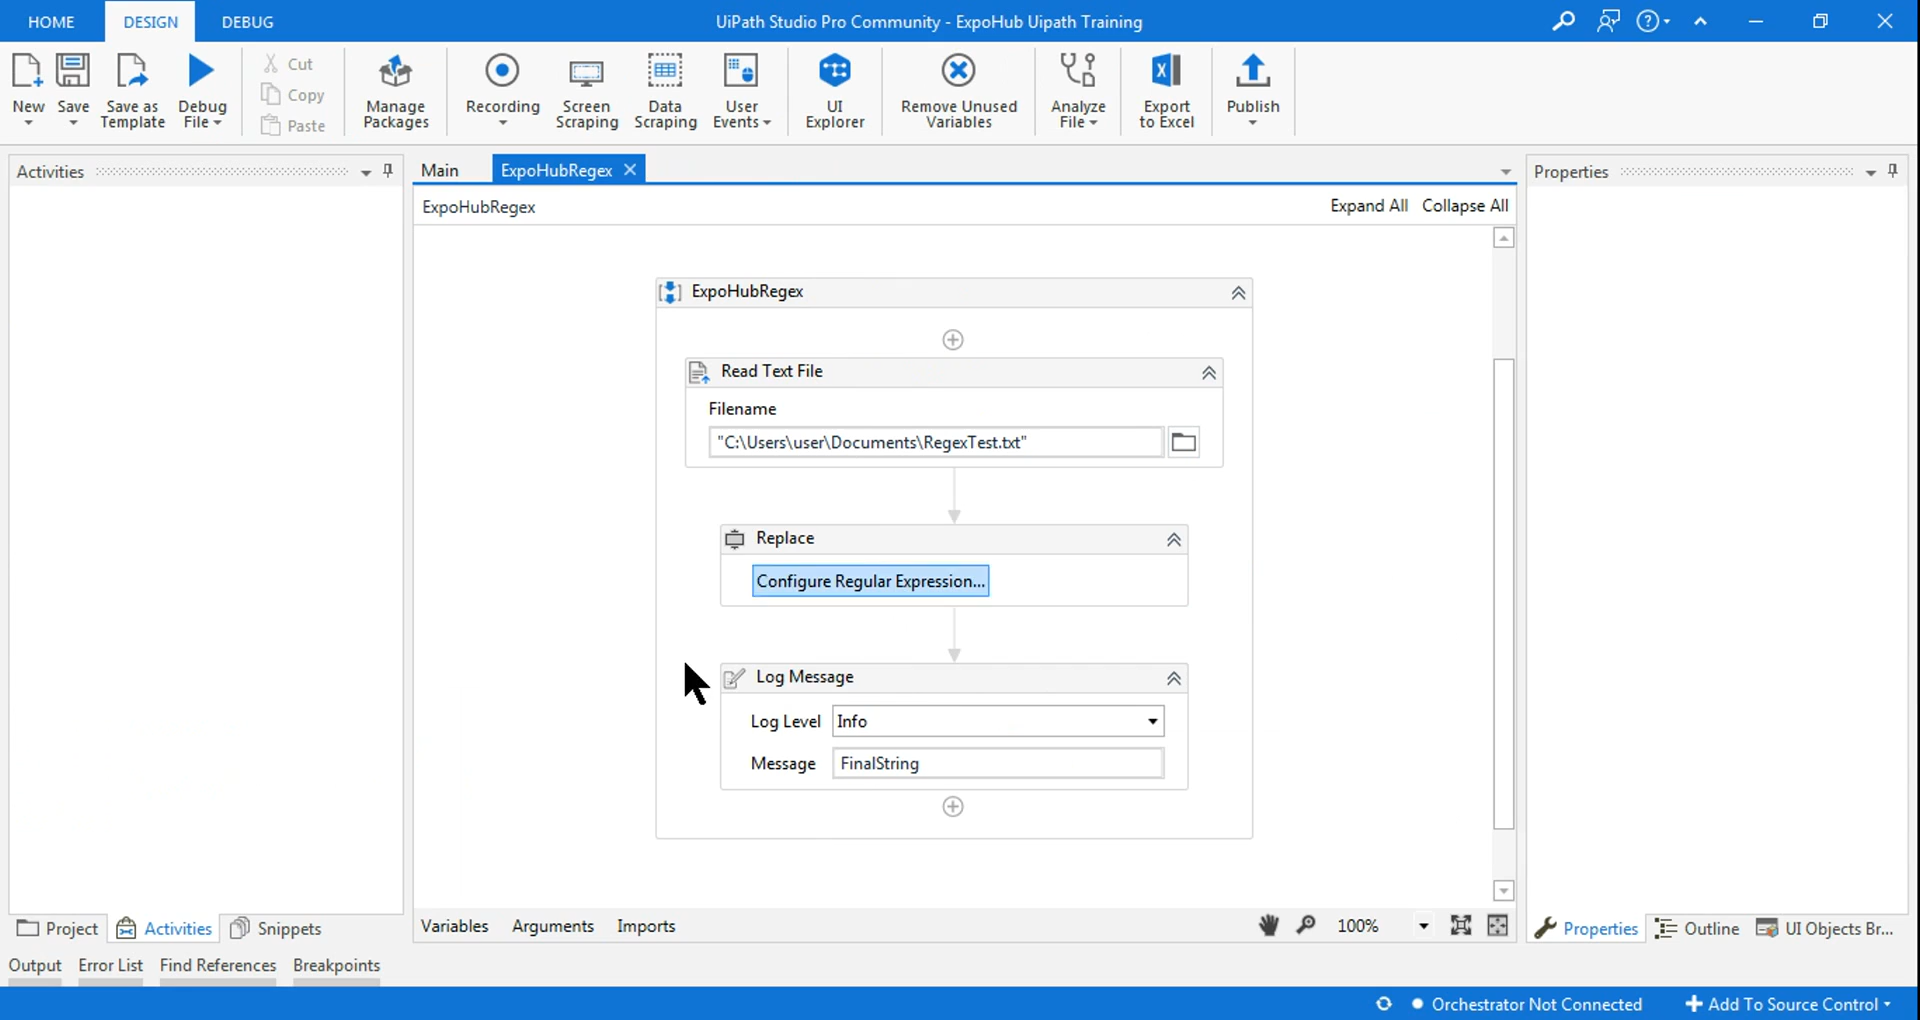 HOME DESIGN DEBUG UiPath Studio Pro Community - ExpoHub Uipath Training
New Save Save as Template Debug File Cut Copy Paste Manage Packages Recording Screen Scraping Data Scraping User Events UI Explorer Remove Unused Variables Analyze File Export to Excel Publish
Activities
Main ExpoHubRegex
ExpoHubRegex Expand All Collapse All
ExpoHubRegex
Read Text File
Filename
"C:\Users\user\Documents\RegexTest.txt"
Replace
Configure Regular Expression...
Log Message
Log Level Info
Message FinalString
Variables Arguments Imports 100%
Properties
Project Activities Snippets
Properties Outline UI Objects Br...
Output Error List Find References Breakpoints
Orchestrator Not Connected Add To Source Control